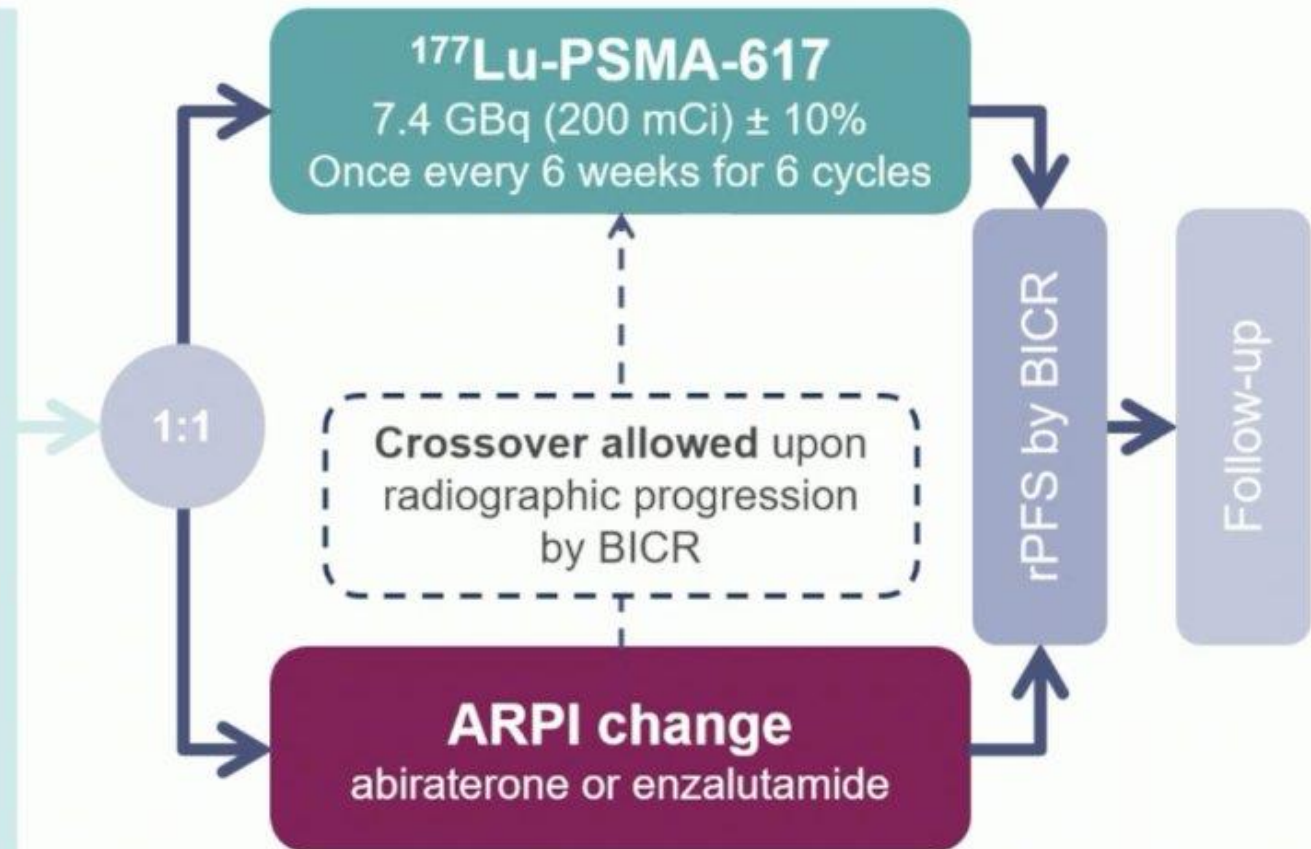 ¹⁷⁷Lu-PSMA-617
7.4 GBq (200 mCi) ± 10%
Once every 6 weeks for 6 cycles
1:1
Crossover allowed upon
radiographic progression
by BICR
ARPI change
abiraterone or enzalutamide
rPFS by BICR
Follow-up